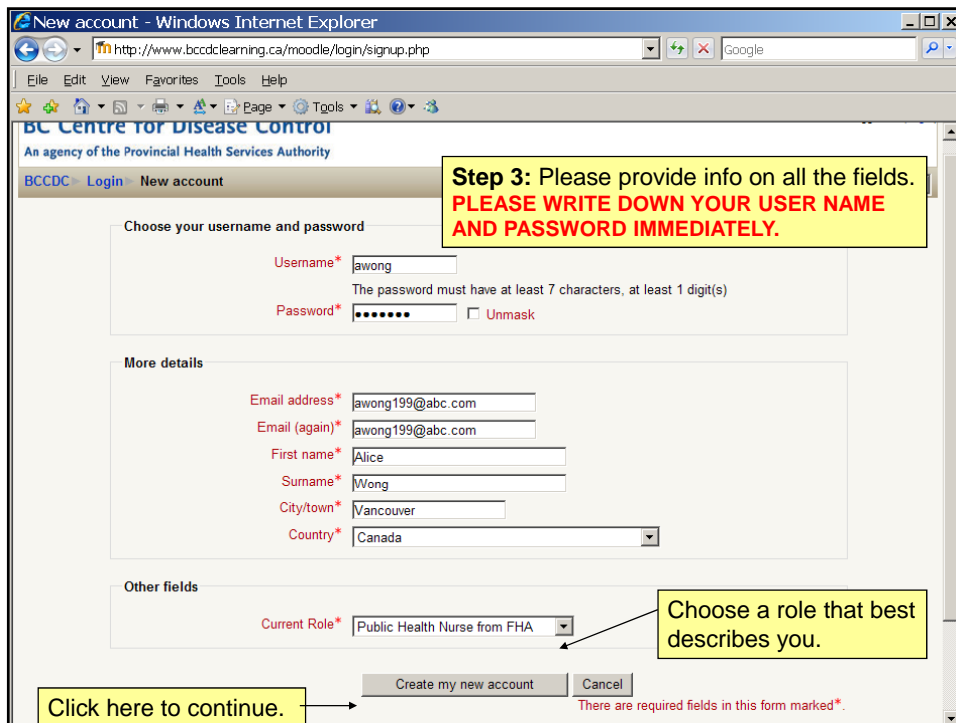 New account - Windows Internet Explorer
http://www.bccdclearning.ca/moodle/login/signup.php
Google
File Edit View Favorites Tools Help
Page Tools
BC Centre for Disease Control
An agency of the Provincial Health Services Authority
BCCDC Login New account
Step 3: Please provide info on all the fields.
PLEASE WRITE DOWN YOUR USER NAME
AND PASSWORD IMMEDIATELY.
Choose your username and password
Username* awong
The password must have at least 7 characters, at least 1 digit(s)
Password* ••••••• Unmask
More details
Email address* awong199@abc.com
Email (again)* awong199@abc.com
First name* Alice
Surname* Wong
City/town* Vancouver
Country* Canada
Other fields
Current Role* Public Health Nurse from FHA
Choose a role that best
describes you.
Create my new account Cancel
Click here to continue.
There are required fields in this form marked*.